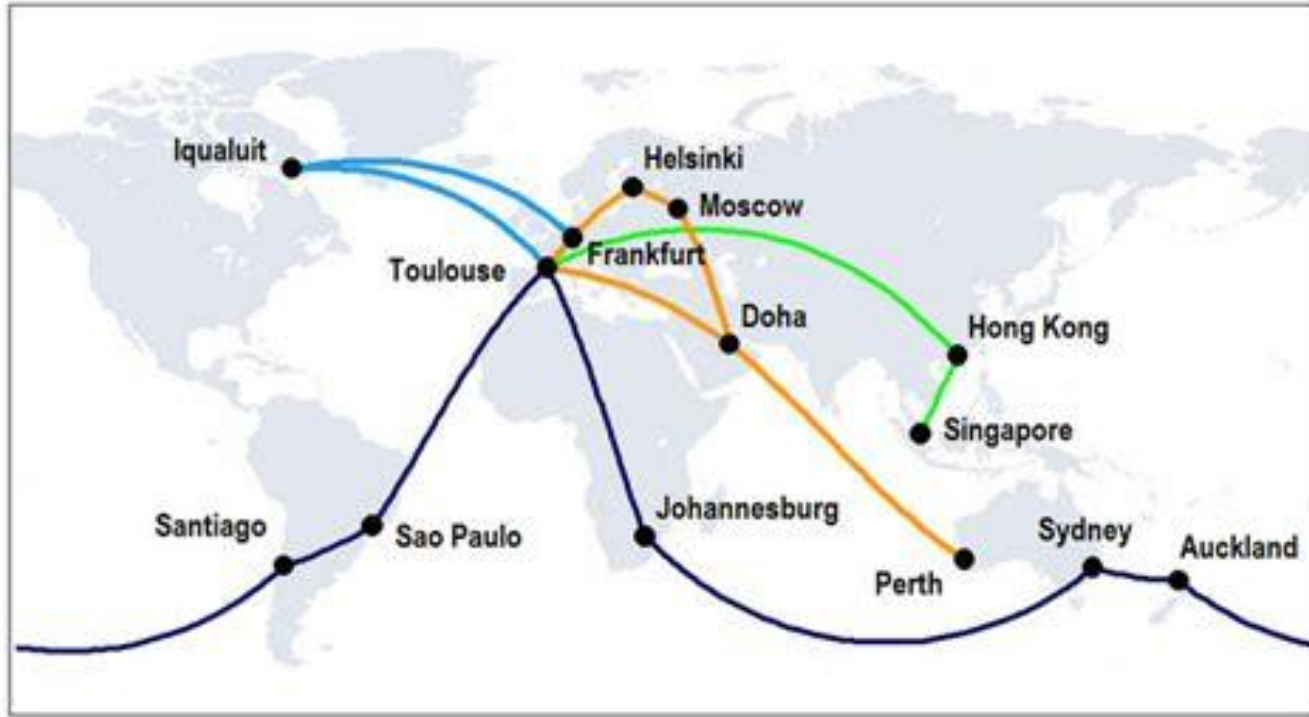 Iqualuit
Helsinki
Moscow
Frankfurt
Toulouse
Doha
Hong Kong
Singapore
Johannesburg
Santiago
Sao Paulo
Sydney
Auckland
Perth